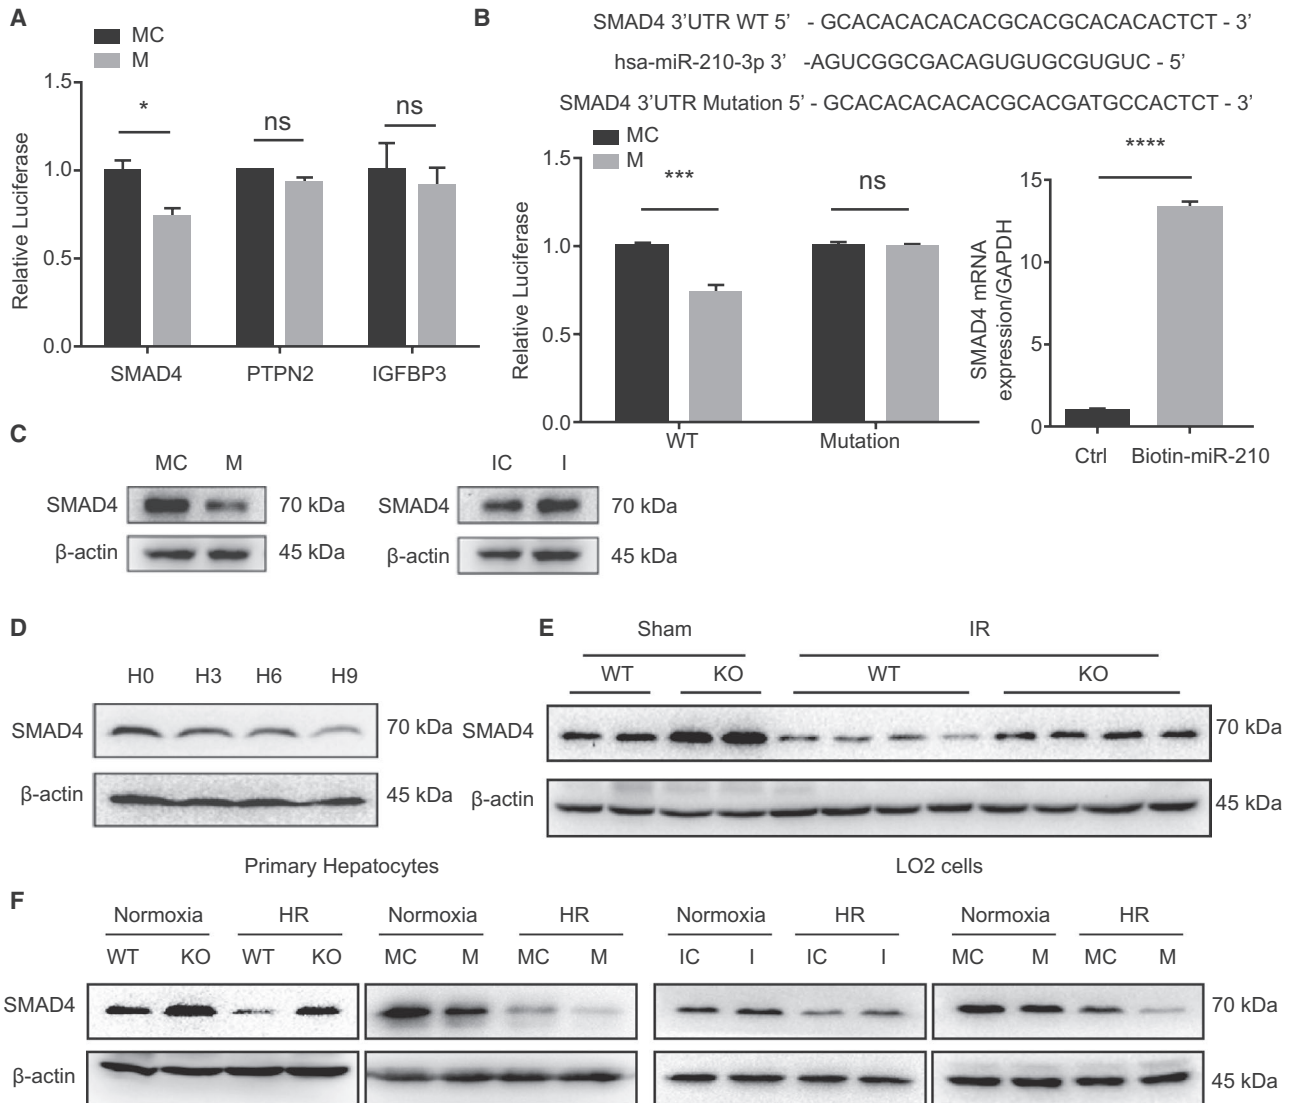 A
MC
M
Relative Luciferase
1.5
1.0
0.5
0.0
*
ns
ns
SMAD4 PTPN2 IGFBP3
B
SMAD4 3’UTR WT 5’ - GCACACACACACGCACGCACACACTCT - 3’
hsa-miR-210-3p 3’ -AGUCGGCGACAGUGUGCGUGUC - 5’
SMAD4 3’UTR Mutation 5’ - GCACACACACACGCACGATGCCACTCT - 3’
MC
M
Relative Luciferase
1.5
1.0
0.5
0.0
***
ns
WT Mutation
SMAD4 mRNA
expression/GAPDH
15
10
5
0
****
Ctrl Biotin-miR-210
C
MC M
SMAD4 70 kDa
β-actin 45 kDa
IC I
SMAD4 70 kDa
β-actin 45 kDa
D
H0 H3 H6 H9
SMAD4 70 kDa
β-actin 45 kDa
E
Sham IR
WT KO WT KO
SMAD4 70 kDa
β-actin 45 kDa
F
Primary Hepatocytes LO2 cells
Normoxia HR Normoxia HR Normoxia HR Normoxia HR
WT KO WT KO MC M MC M IC I IC I MC M MC M
SMAD4 70 kDa
β-actin 45 kDa